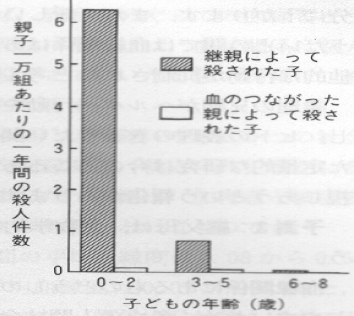 親子一万組あたりの一年間の殺人件数
6
5
4
3
2
1
0
継親によって
殺された子
血のつながった
親によって殺さ
れた子
0−2
3−5
6−8
子どもの年齢(歳)